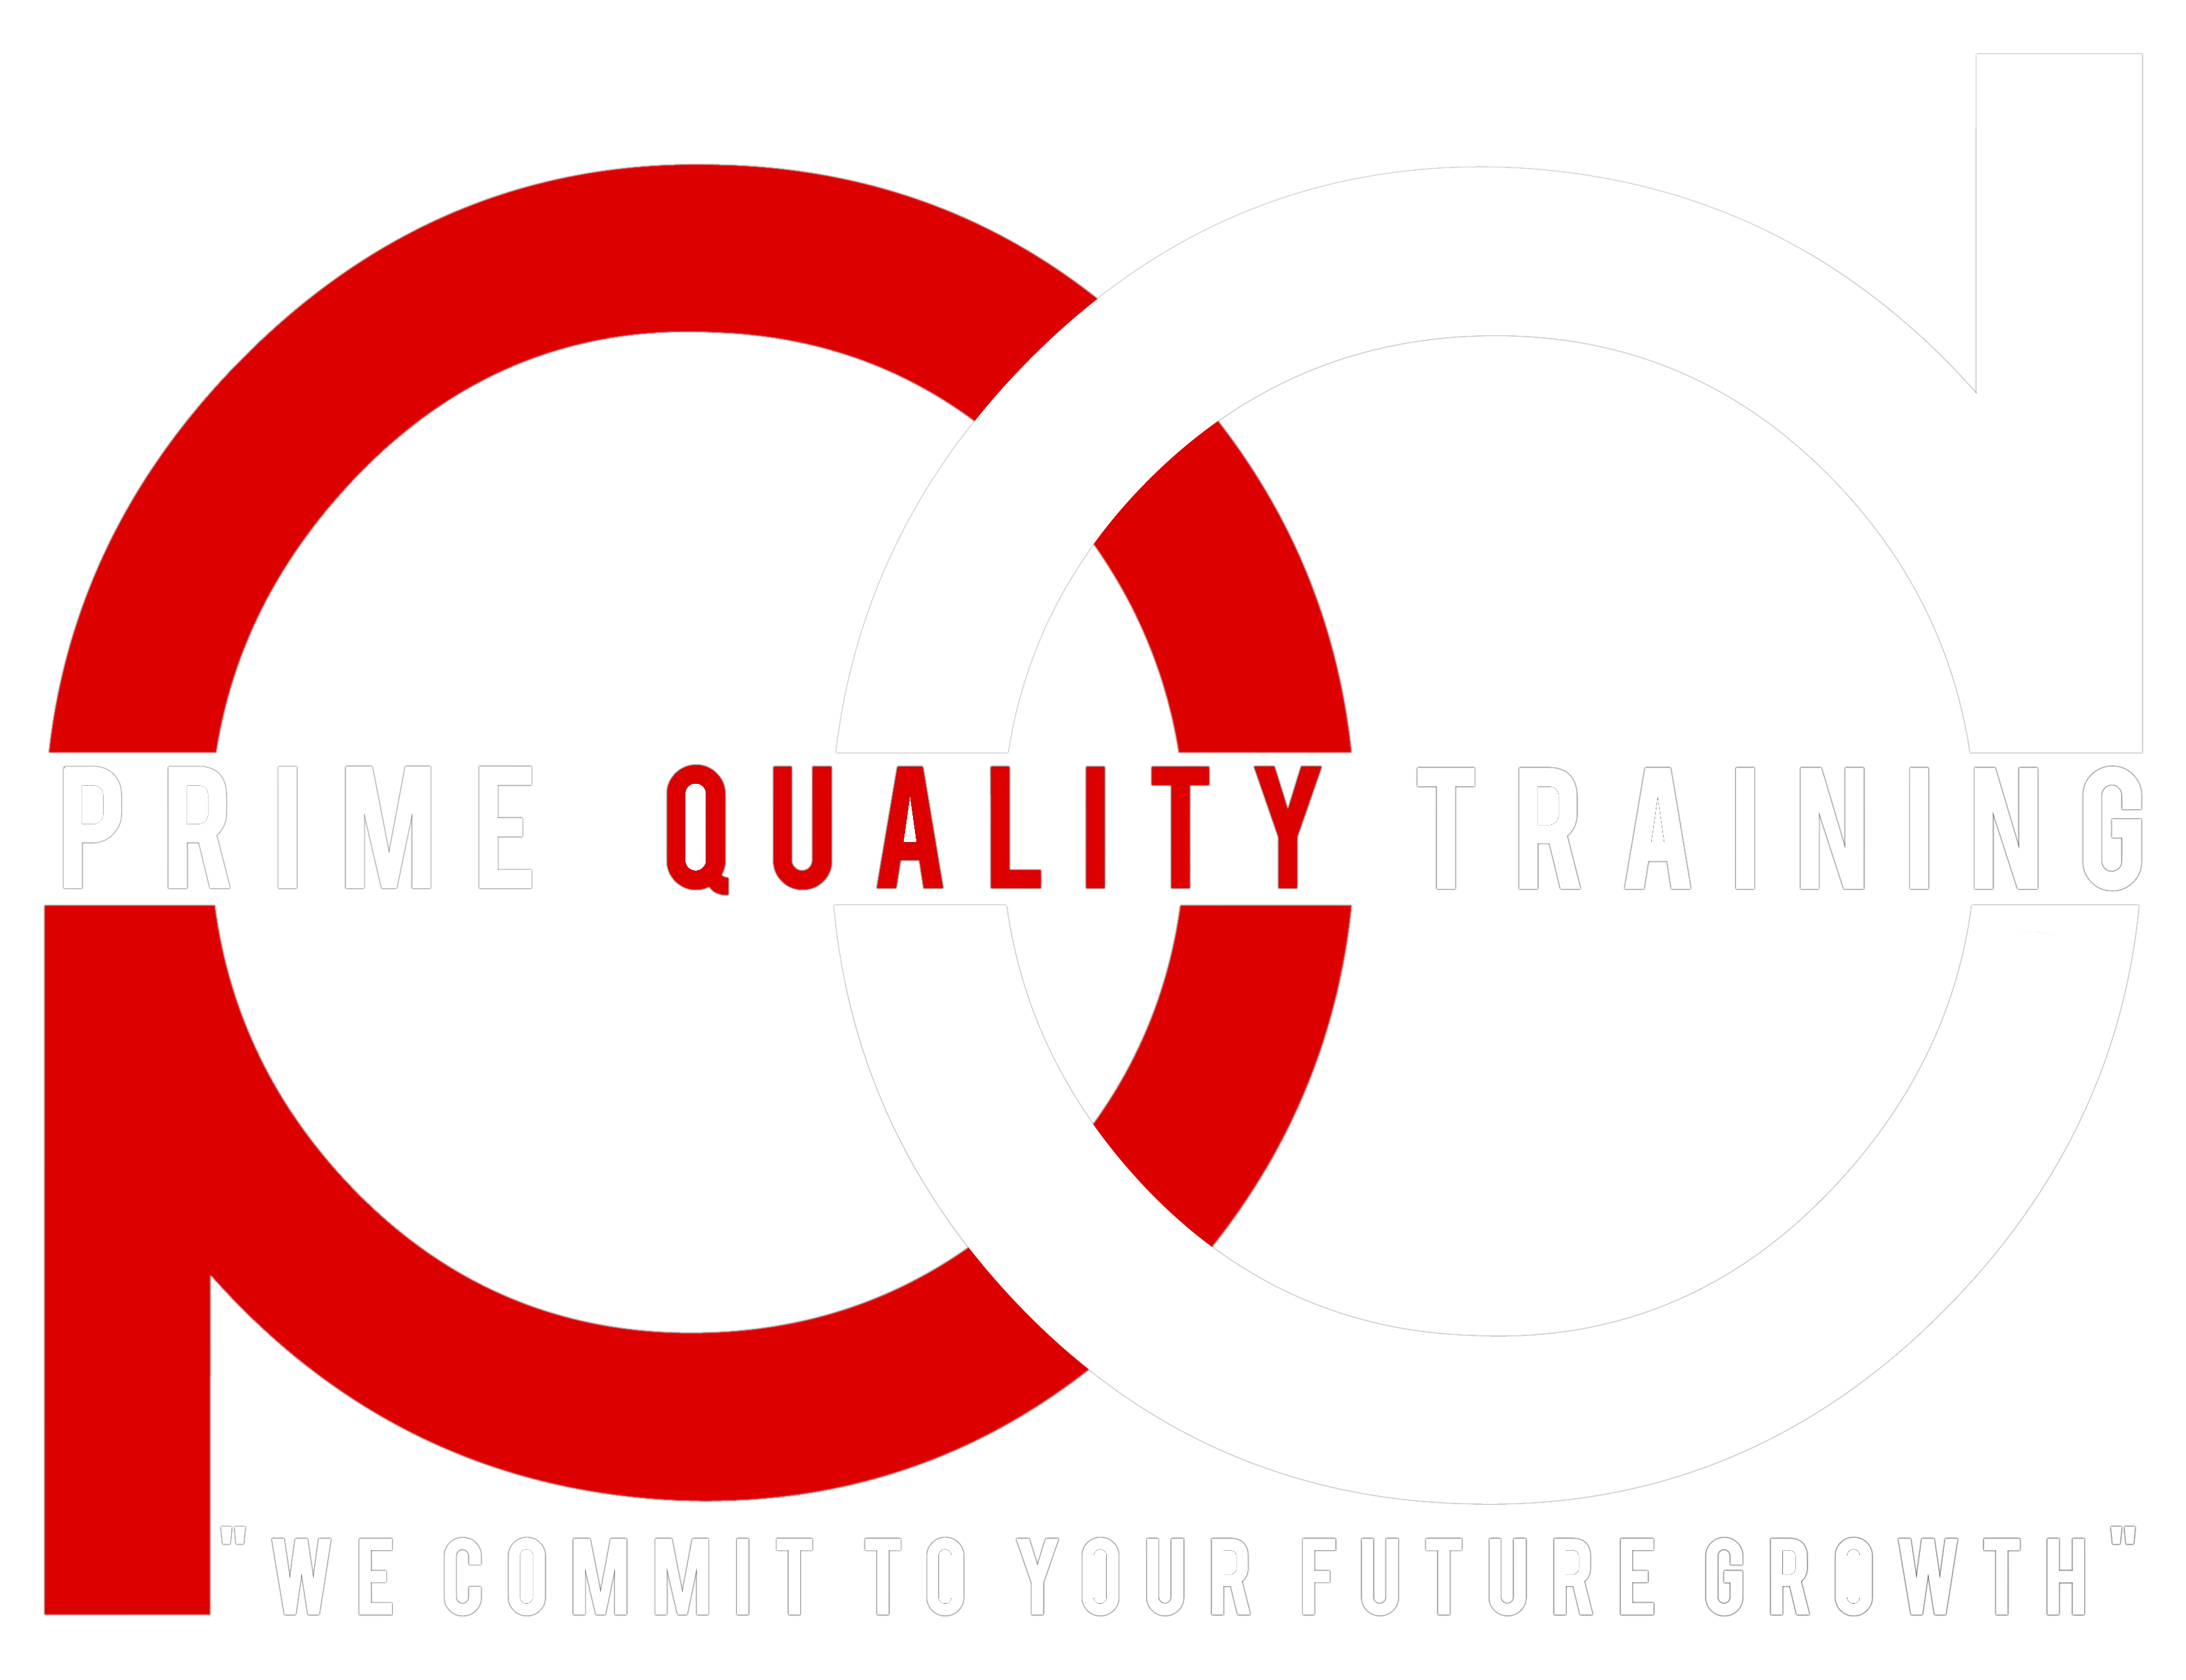 PRIME QUALITY TRAINING
"WE COMMIT TO YOUR FUTURE GROWTH"